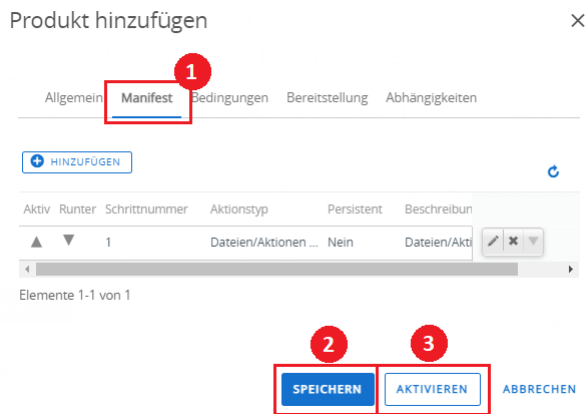 Produkt hinzufügen
1
Allgemein Manifest Bedingungen Bereitstellung Abhängigkeiten
HINZUFÜGEN
Aktiv Runter Schrittnummer Aktionstyp Persistent Beschreibun
1 Dateien/Aktionen ... Nein Dateien/Akti
Elemente 1-1 von 1
2 3
SPEICHERN AKTIVIEREN ABBRECHEN